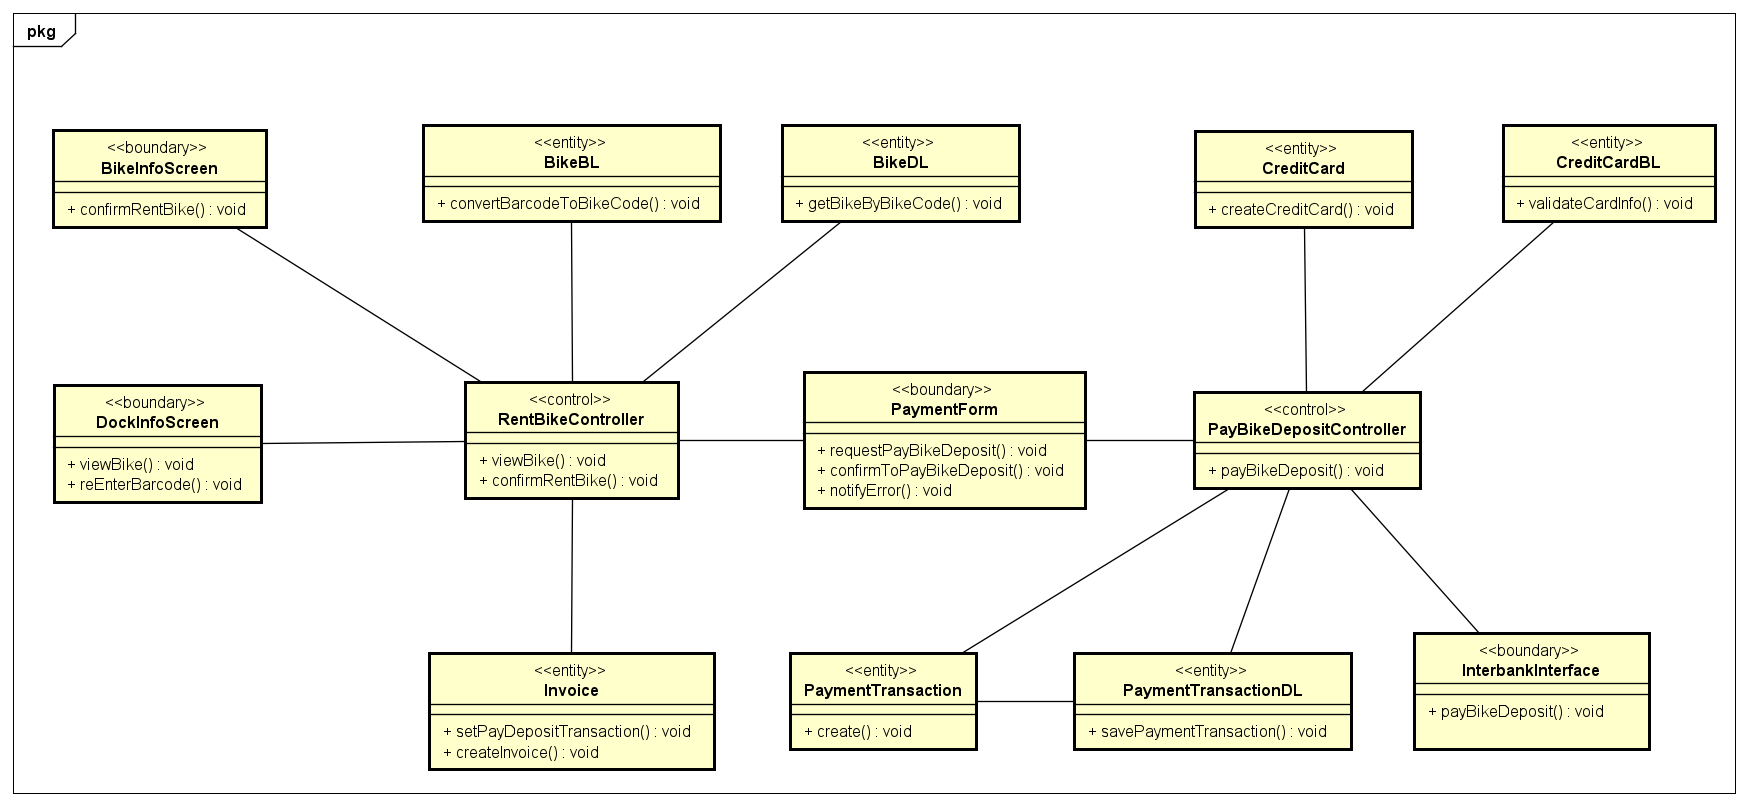 pkg
<<boundary>>
BikeInfoScreen
+ confirmRentBike() : void
<<entity>>
BikeBL
+ convertBarcodeToBikeCode() : void
<<entity>>
BikeDL
+ getBikeByBikeCode() : void
<<entity>>
CreditCard
+ createCreditCard() : void
<<entity>>
CreditCardBL
+ validateCardInfo() : void
<<boundary>>
DockInfoScreen
+ viewBike() : void
+ reEnterBarcode() : void
<<control>>
RentBikeController
+ viewBike() : void
+ confirmRentBike() : void
<<boundary>>
PaymentForm
+ requestPayBikeDeposit() : void
+ confirmToPayBikeDeposit() : void
+ notifyError() : void
<<control>>
PayBikeDepositController
+ payBikeDeposit() : void
<<entity>>
Invoice
+ setPayDepositTransaction() : void
+ createInvoice() : void
<<entity>>
PaymentTransaction
+ create() : void
<<entity>>
PaymentTransactionDL
+ savePaymentTransaction() : void
<<boundary>>
InterbankInterface
+ payBikeDeposit() : void